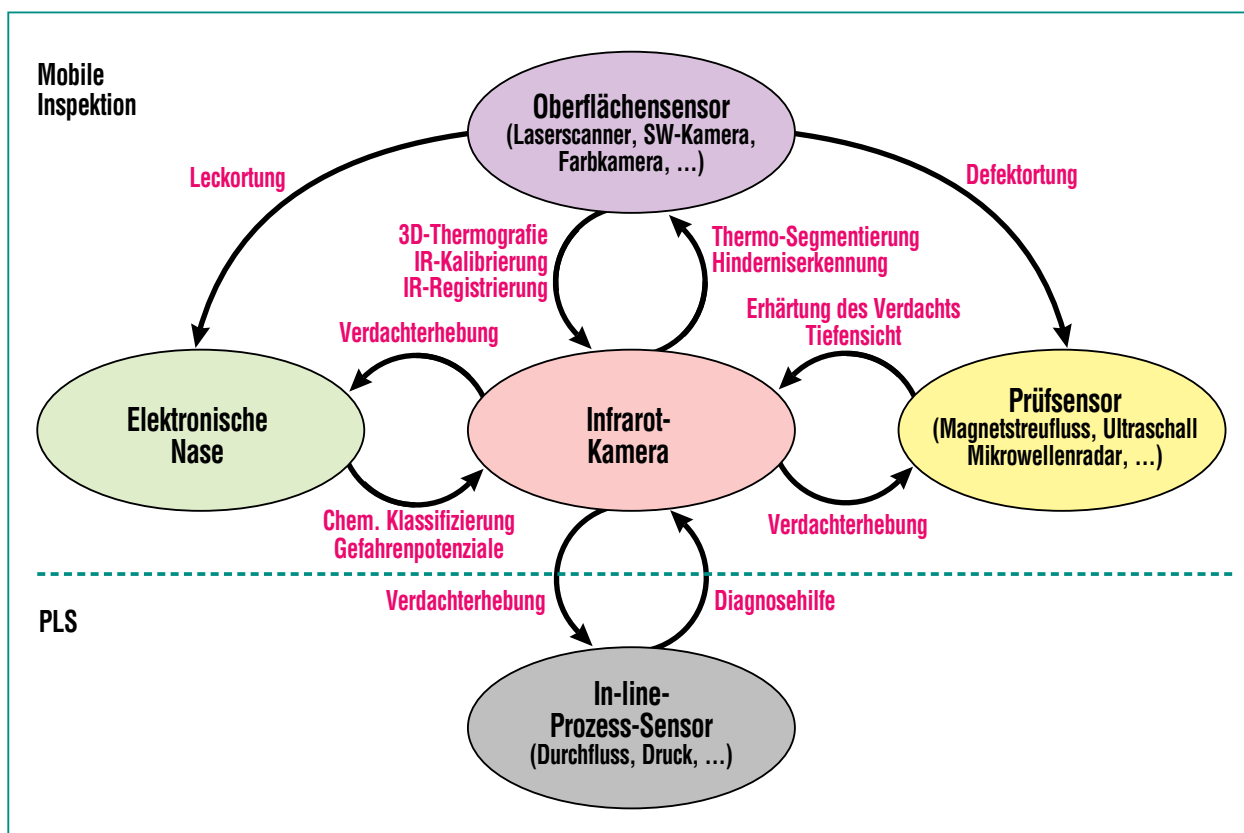 Mobile
Inspektion
Oberflächensensor
(Laserscanner, SW-Kamera,
Farbkamera, …)
Leckortung
Defektortung
3D-Thermografie
IR-Kalibrierung
IR-Registrierung
Thermo-Segmentierung
Hinderniserkennung
Verdachterhebung
Erhärtung des Verdachts
Tiefensicht
Elektronische
Nase
Infrarot-
Kamera
Prüfsensor
(Magnetstreufluss, Ultraschall
Mikrowellenradar, …)
Chem. Klassifizierung
Gefahrenpotenziale
Verdachterhebung
PLS
Verdachterhebung
Diagnosehilfe
In-line-
Prozess-Sensor
(Durchfluss, Druck, …)